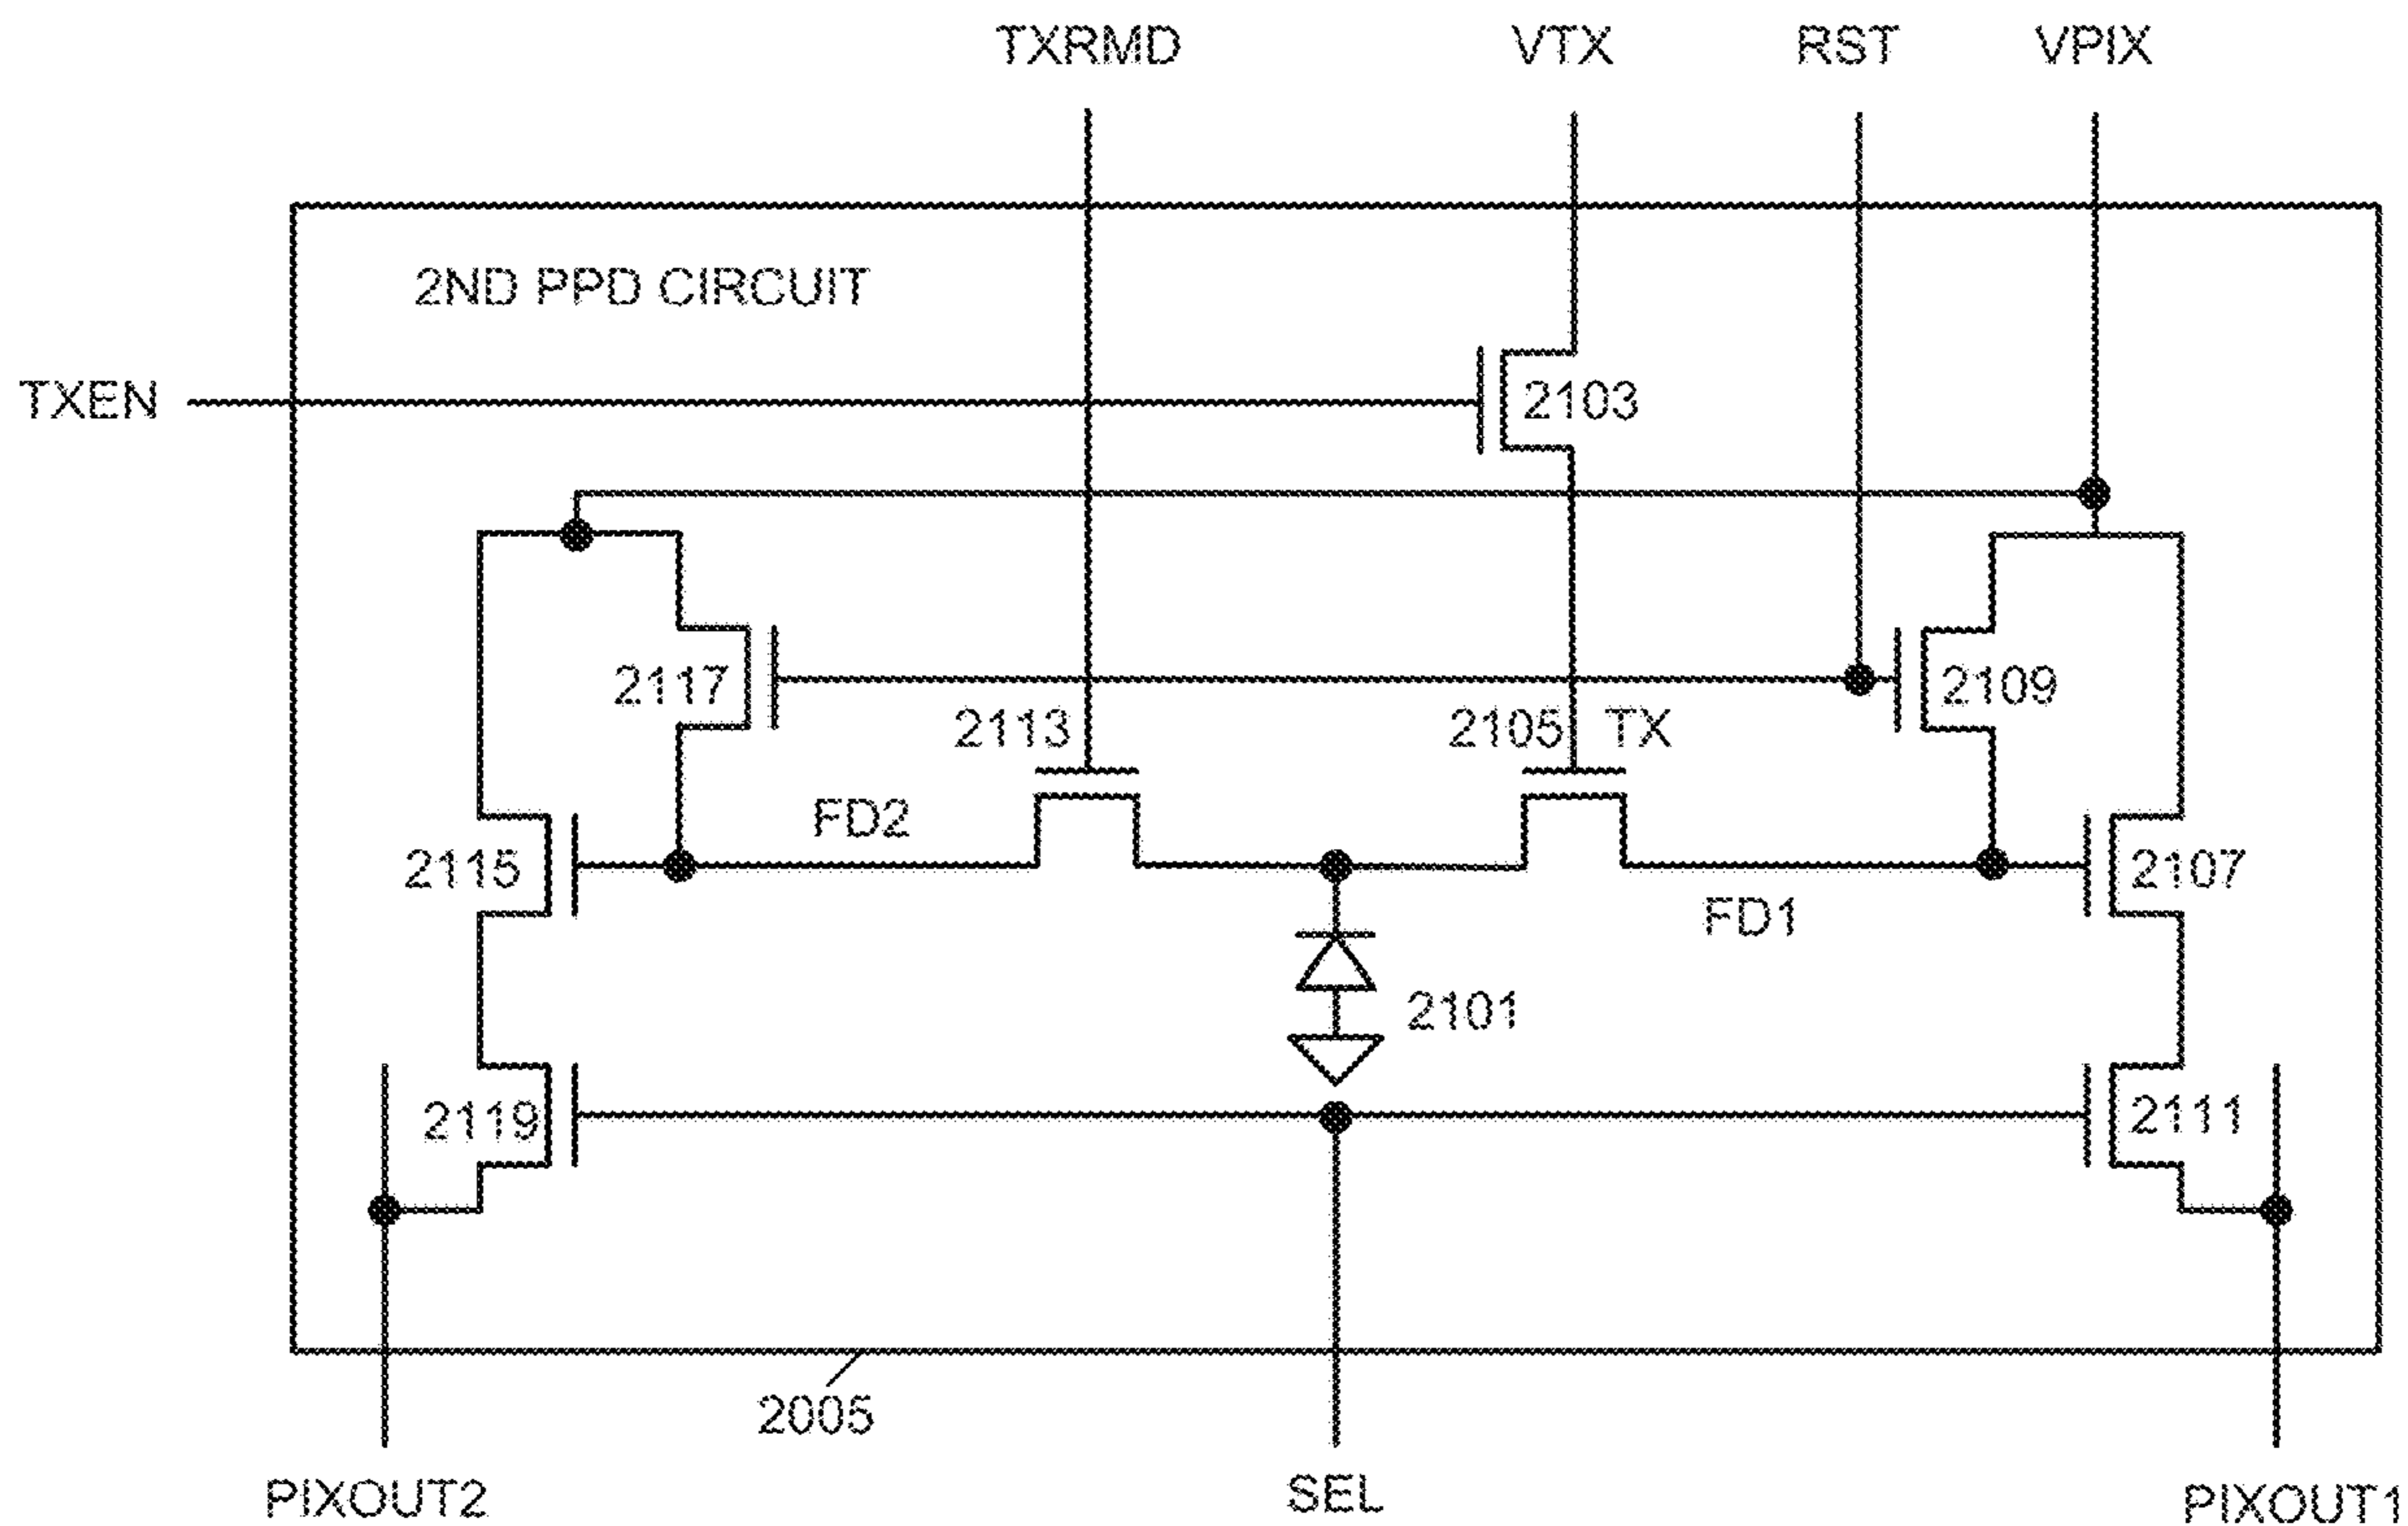 TXRMD VTX RST VPIX
2ND PPD CIRCUIT
TXEN
2103
2117
2109
2113
2105 TX
FD2
2115
2107
FD1
2101
2119
2111
2005
PIXOUT2 SEL PIXOUT1